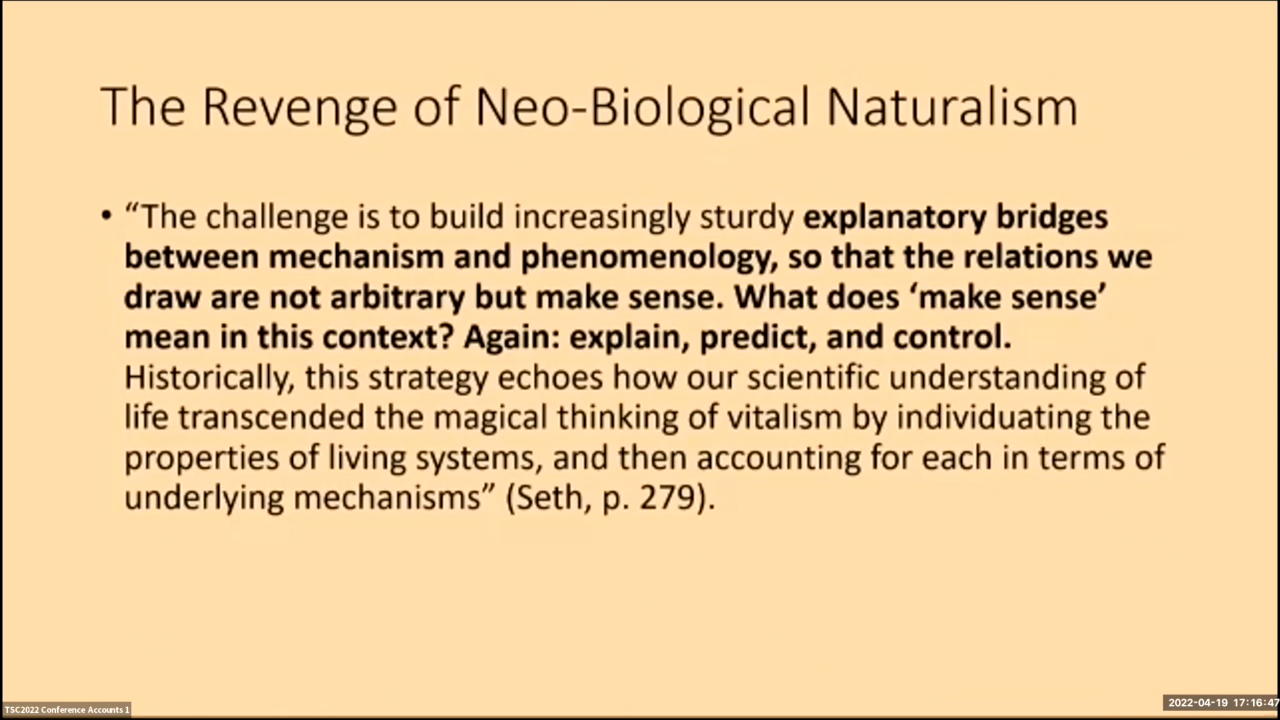 The Revenge of Neo-Biological Naturalism
• “The challenge is to build increasingly sturdy explanatory bridges
between mechanism and phenomenology, so that the relations we
draw are not arbitrary but make sense. What does ‘make sense’
mean in this context? Again: explain, predict, and control.
Historically, this strategy echoes how our scientific understanding of
life transcended the magical thinking of vitalism by individuating the
properties of living systems, and then accounting for each in terms of
underlying mechanisms” (Seth, p. 279).
TSC2022 Conference Accounts 1
2022-04-19 17:16:47